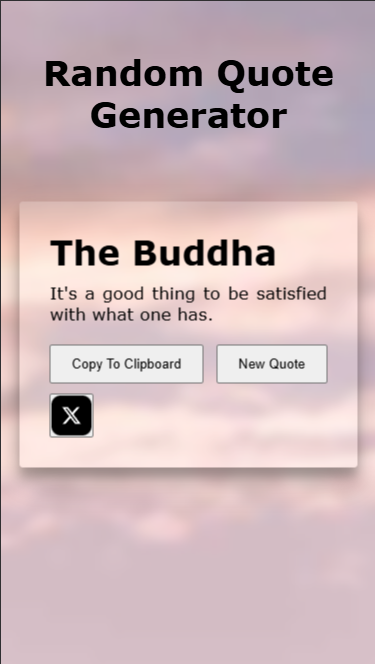 Random Quote
Generator
The Buddha
It's a good thing to be satisfied
with what one has.
Copy To Clipboard
New Quote
X